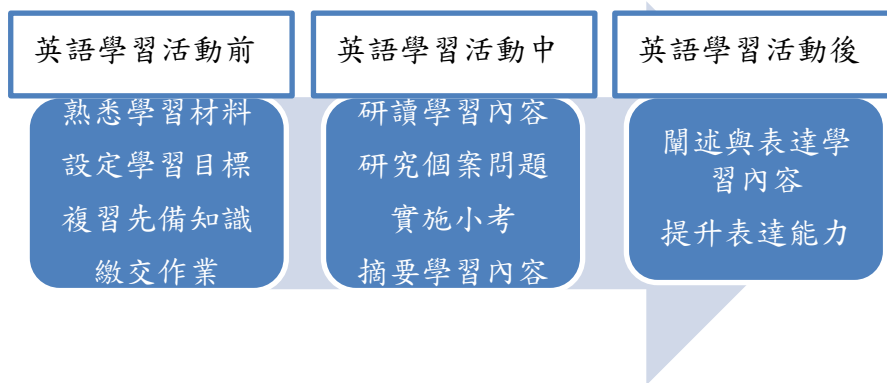 英語學習活動前
熟悉學習材料
設定學習目標
複習先備知識
繳交作業
英語學習活動中
研讀學習內容
研究個案問題
實施小考
摘要學習內容
英語學習活動後
闡述與表達學
習內容
提升表達能力